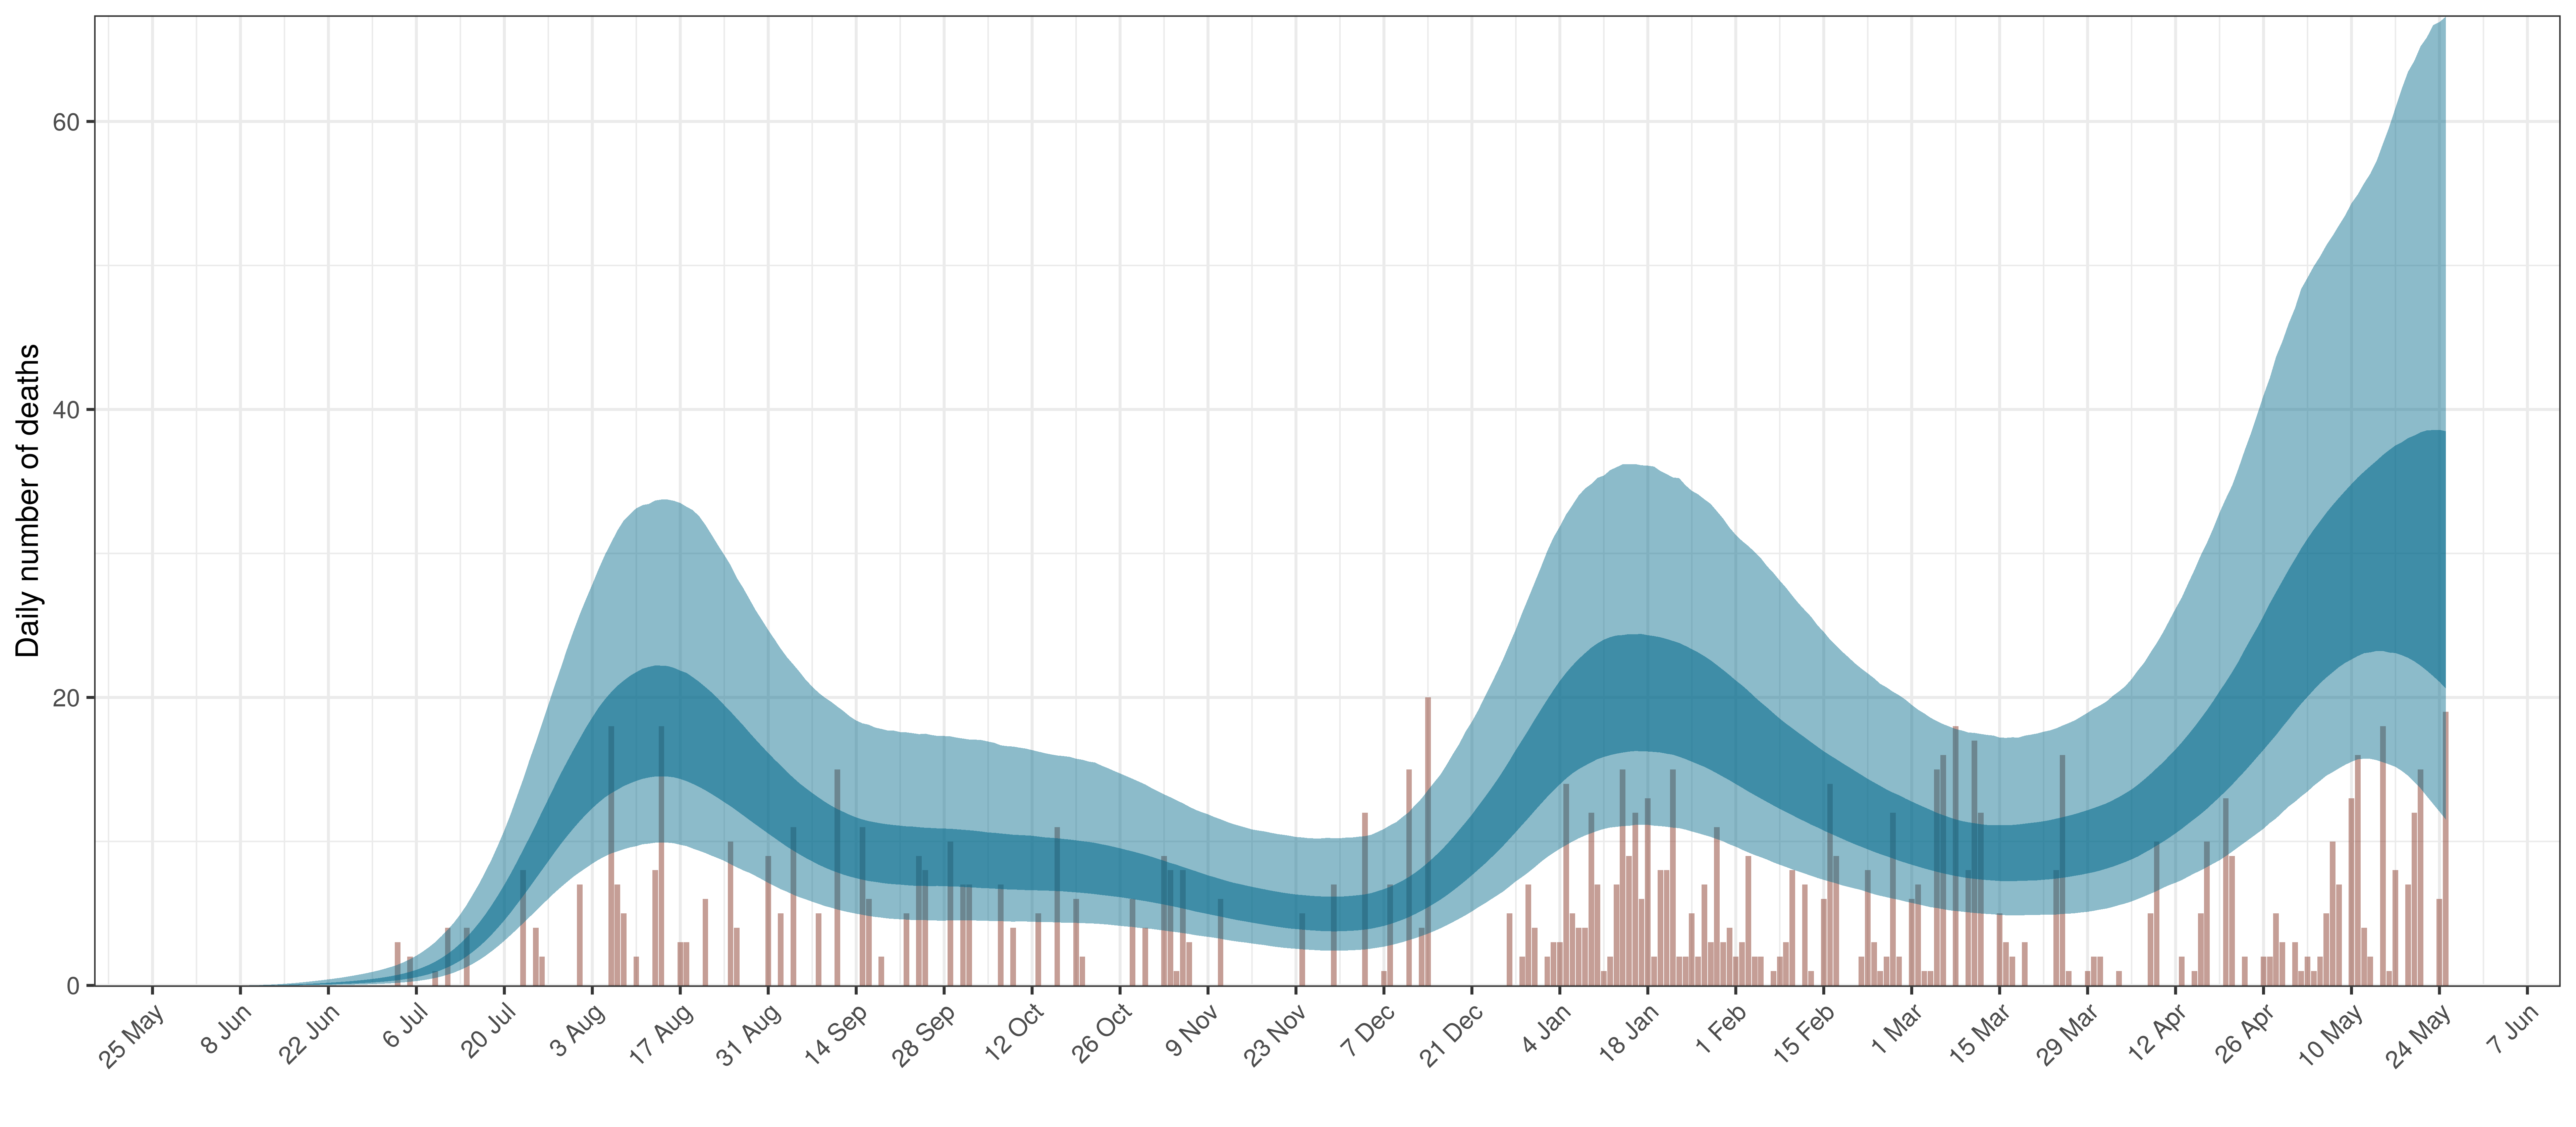 Daily number of deaths
60
40
20
0
25 May
8 Jun
22 Jun
6 Jul
20 Jul
3 Aug
17 Aug
31 Aug
14 Sep
28 Sep
12 Oct
26 Oct
9 Nov
23 Nov
7 Dec
21 Dec
4 Jan
18 Jan
1 Feb
15 Feb
1 Mar
15 Mar
29 Mar
12 Apr
26 Apr
10 May
24 May
7 Jun